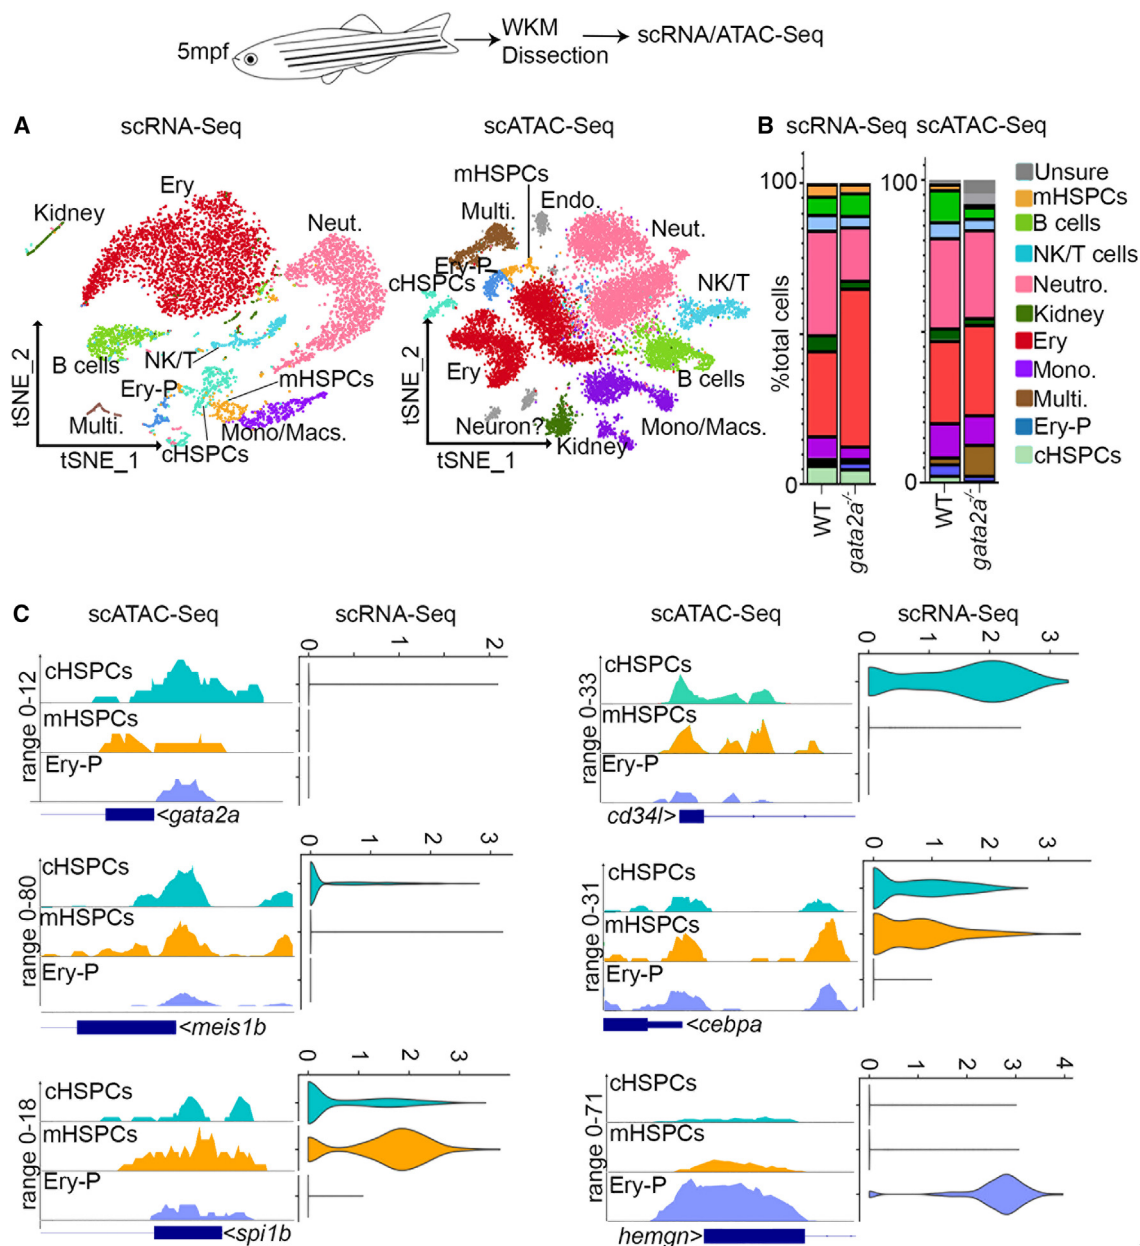 5mpf
WKM
Dissection
scRNA/ATAC-Seq
A
scRNA-Seq
scATAC-Seq
Ery
Kidney
Neut.
B cells
NK/T
Ery-P
mHSPCs
Multi.
Mono/Macs.
cHSPCs
tSNE_2
tSNE_1
mHSPCs
Multi.
Endo.
Neut.
Ery-P
cHSPCs
NK/T
Ery
B cells
Neuron?
Kidney
Mono/Macs.
tSNE_2
tSNE_1
B
scRNA-Seq
scATAC-Seq
%total cells
100
0
WT
gata2a-/-
100
0
WT
gata2a-/-
Unsure
mHSPCs
B cells
NK/T cells
Neutro.
Kidney
Ery
Mono.
Multi.
Ery-P
cHSPCs
C
scATAC-Seq
scRNA-Seq
range 0-12
cHSPCs
mHSPCs
Ery-P
<gata2a
0 1 2
range 0-80
cHSPCs
mHSPCs
Ery-P
<meis1b
0 1 2 3
range 0-18
cHSPCs
mHSPCs
Ery-P
<spi1b
0 1 2 3
scATAC-Seq
scRNA-Seq
range 0-33
cHSPCs
mHSPCs
Ery-P
cd34l>
0 1 2 3
range 0-31
cHSPCs
mHSPCs
Ery-P
<cebpa
0 1 2 3
range 0-71
cHSPCs
mHSPCs
Ery-P
hemgn>
0 1 2 3 4